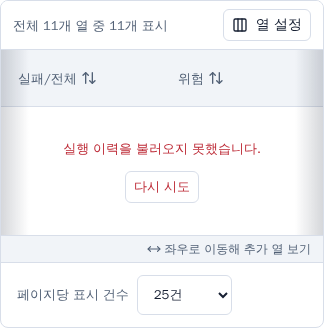 전체 11개 열 중 11개 표시
열 설정
실패/전체
위험
실행 이력을 불러오지 못했습니다.
다시 시도
좌우로 이동해 추가 열 보기
페이지당 표시 건수
25건